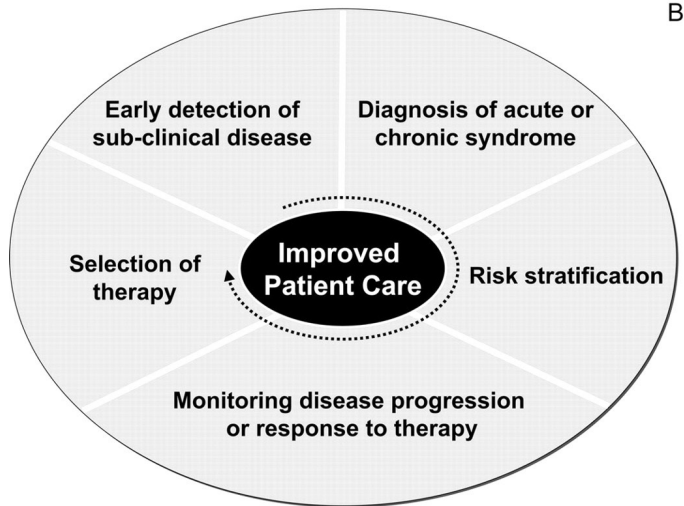 B
Early detection of
sub-clinical disease
Diagnosis of acute or
chronic syndrome
Selection of
therapy
Improved
Patient Care
Risk stratification
Monitoring disease progression
or response to therapy